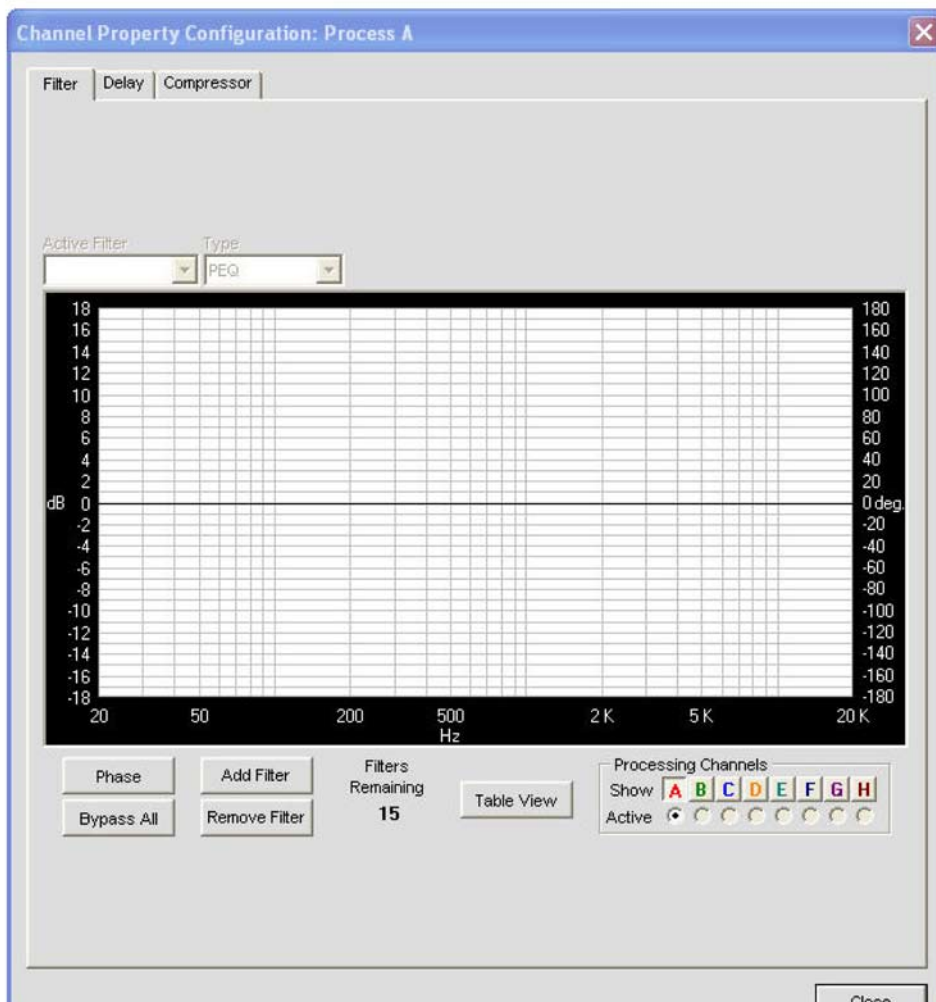 Channel Property Configuration: Process A
Filter Delay Compressor
Active Filter Type
PEQ
18 180
16 160
14 140
12 120
10 100
8 80
6 60
4 40
2 20
dB 0 0 deg.
-2 -20
-4 -40
-6 -60
-8 -80
-10 -100
-12 -120
-14 -140
-16 -160
-18 -180
20 50 200 500 2 K 5 K 20 K
Hz
Phase Add Filter Filters Remaining 15 Table View
Bypass All Remove Filter
Processing Channels
Show A B C D E F G H
Active
Close